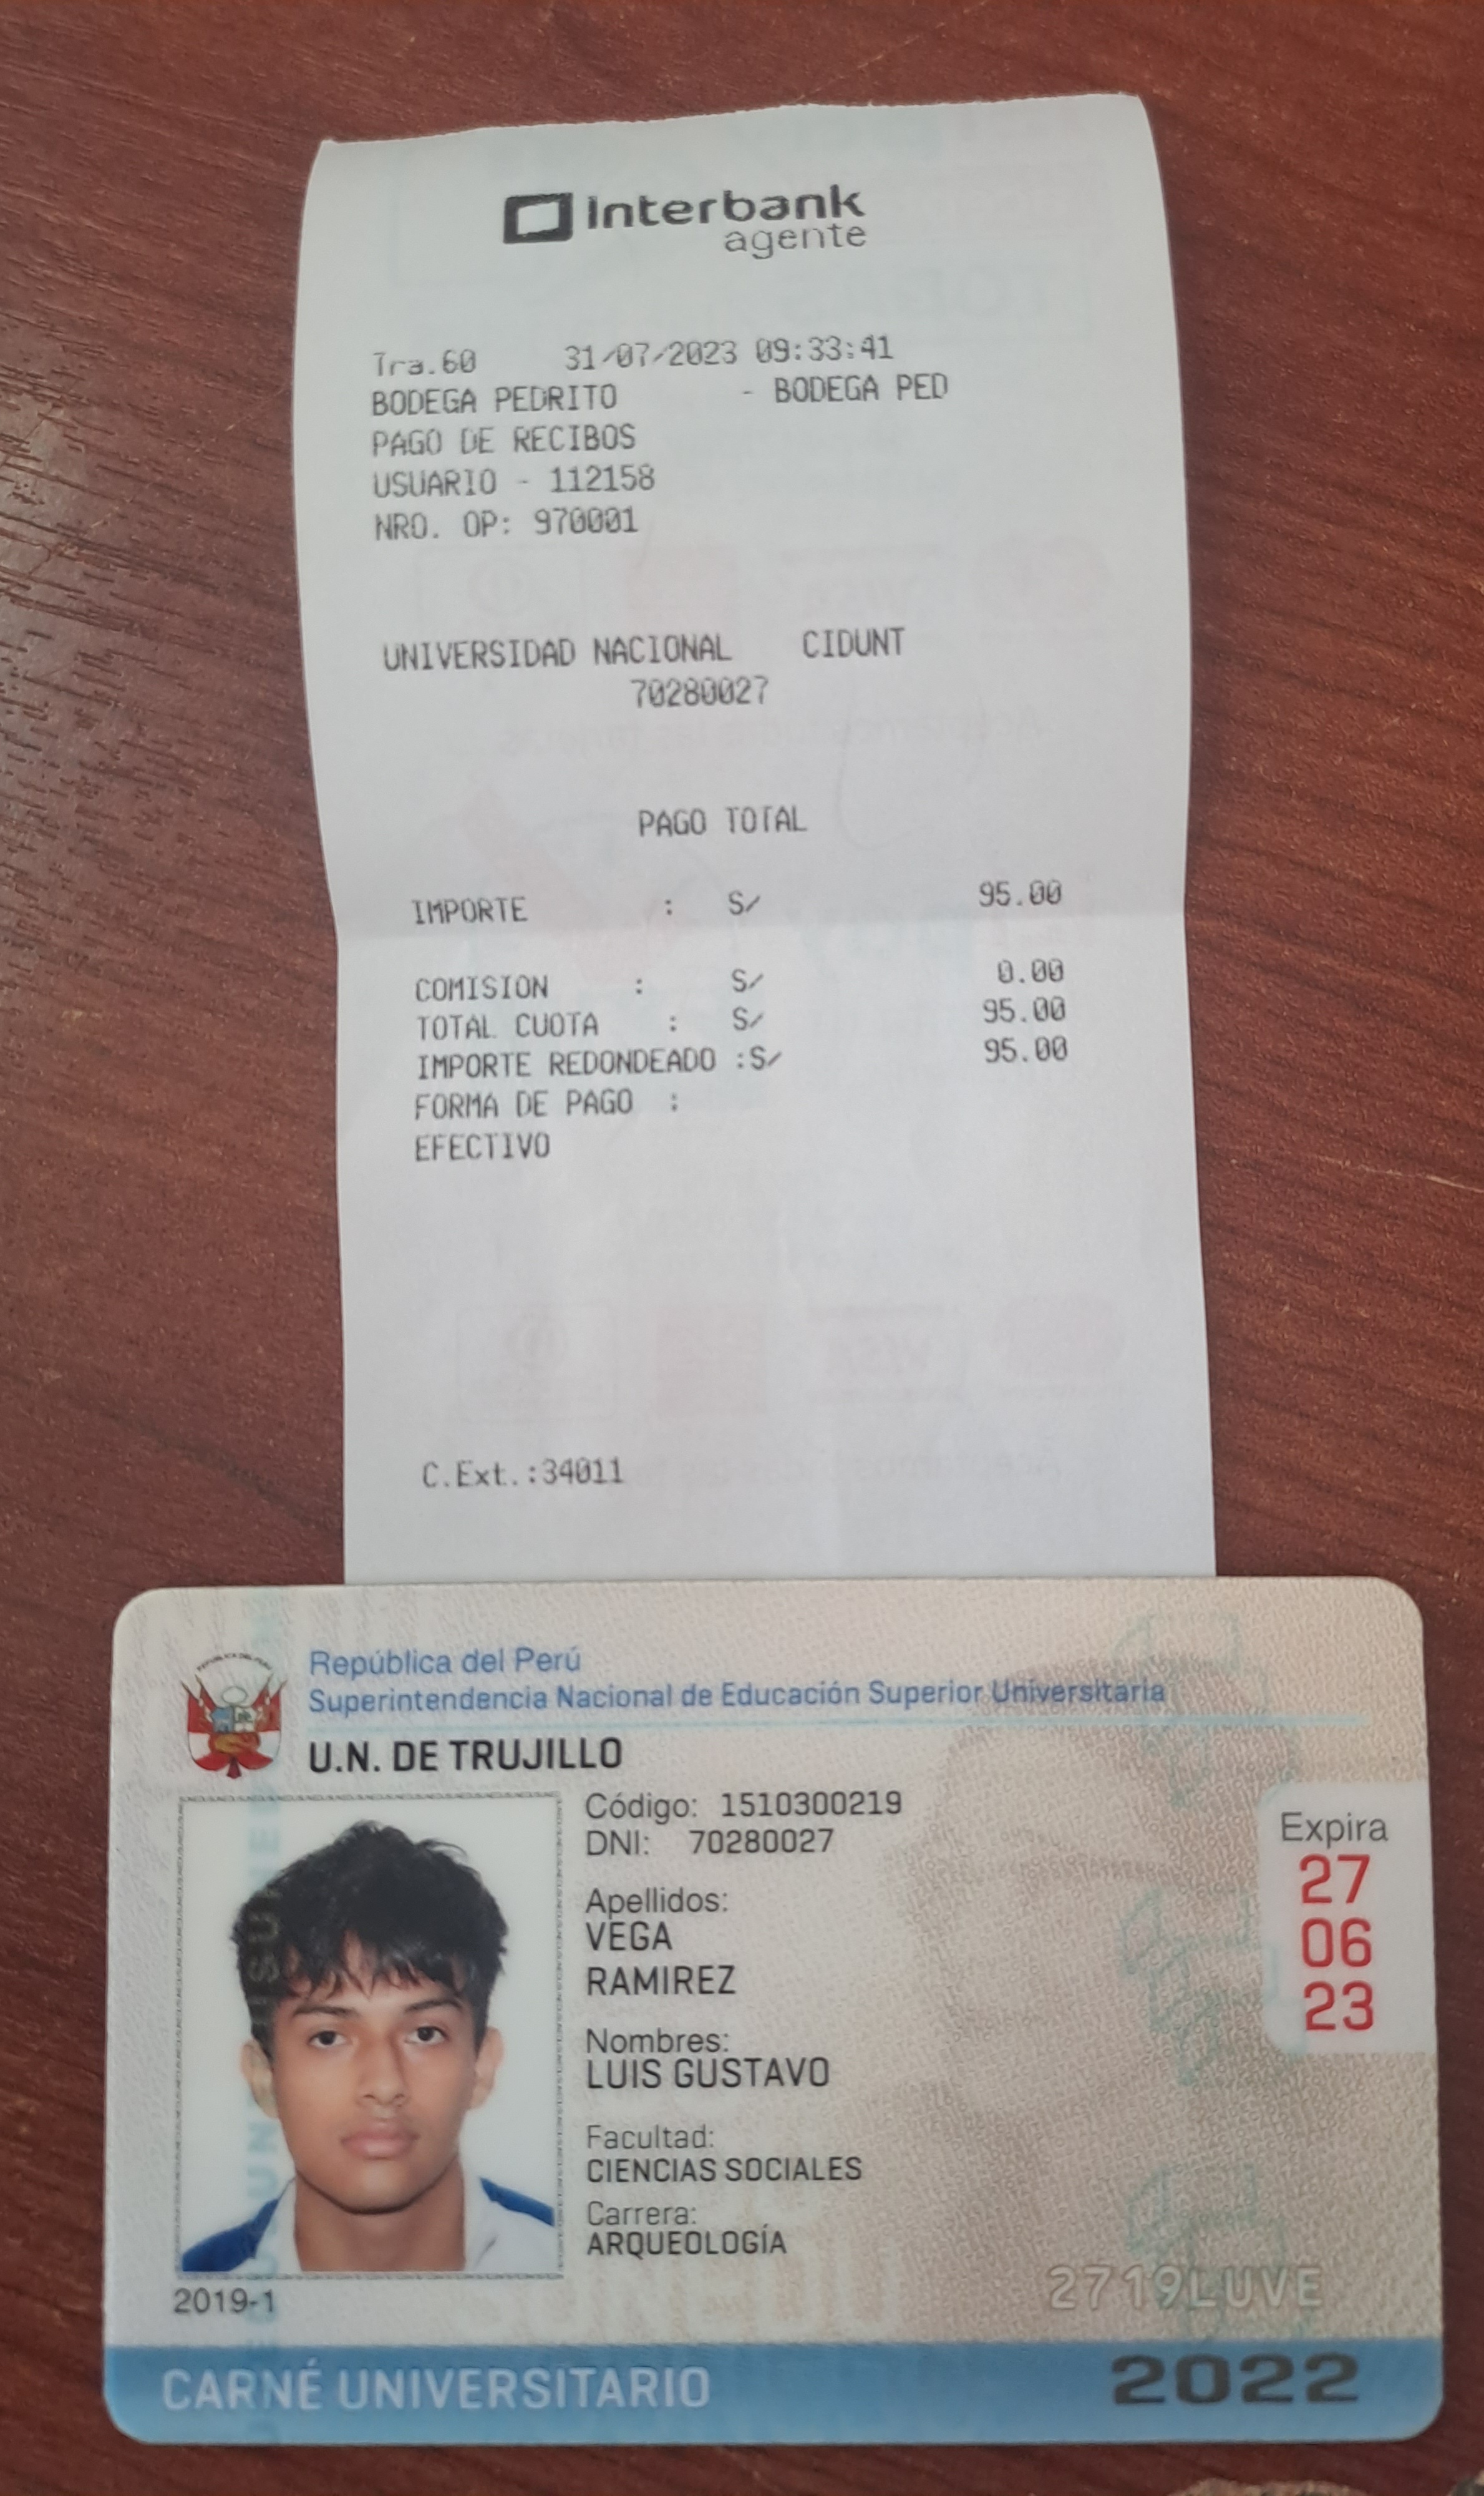 Interbank
agente
Tra.60 31/07/2023 09:33:41
BODEGA PEDRITO - BODEGA PED
PAGO DE RECIBOS
USUARIO - 112158
NRO. OP: 970001
UNIVERSIDAD NACIONAL CIDUNT
70280027
PAGO TOTAL
IMPORTE : S/ 95.00
COMISION : S/ 0.00
TOTAL CUOTA : S/ 95.00
IMPORTE REDONDEADO :S/ 95.00
FORMA DE PAGO :
EFECTIVO
C.Ext.:34011
República del Perú
Superintendencia Nacional de Educación Superior Universitaria
U.N. DE TRUJILLO
Código: 1510300219
DNI: 70280027
Apellidos:
VEGA
RAMIREZ
Nombres:
LUIS GUSTAVO
Facultad:
CIENCIAS SOCIALES
Carrera:
ARQUEOLOGÍA
Expira
27
06
23
2019-1
2719LUVE
CARNÉ UNIVERSITARIO
2022